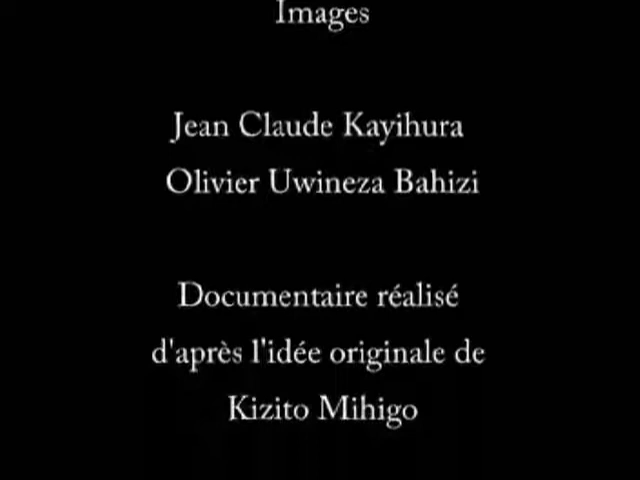 Images
Jean Claude Kayihura
Olivier Uwineza Bahizi
Documentaire réalisé
d'après l'idée originale de
Kizito Mihigo